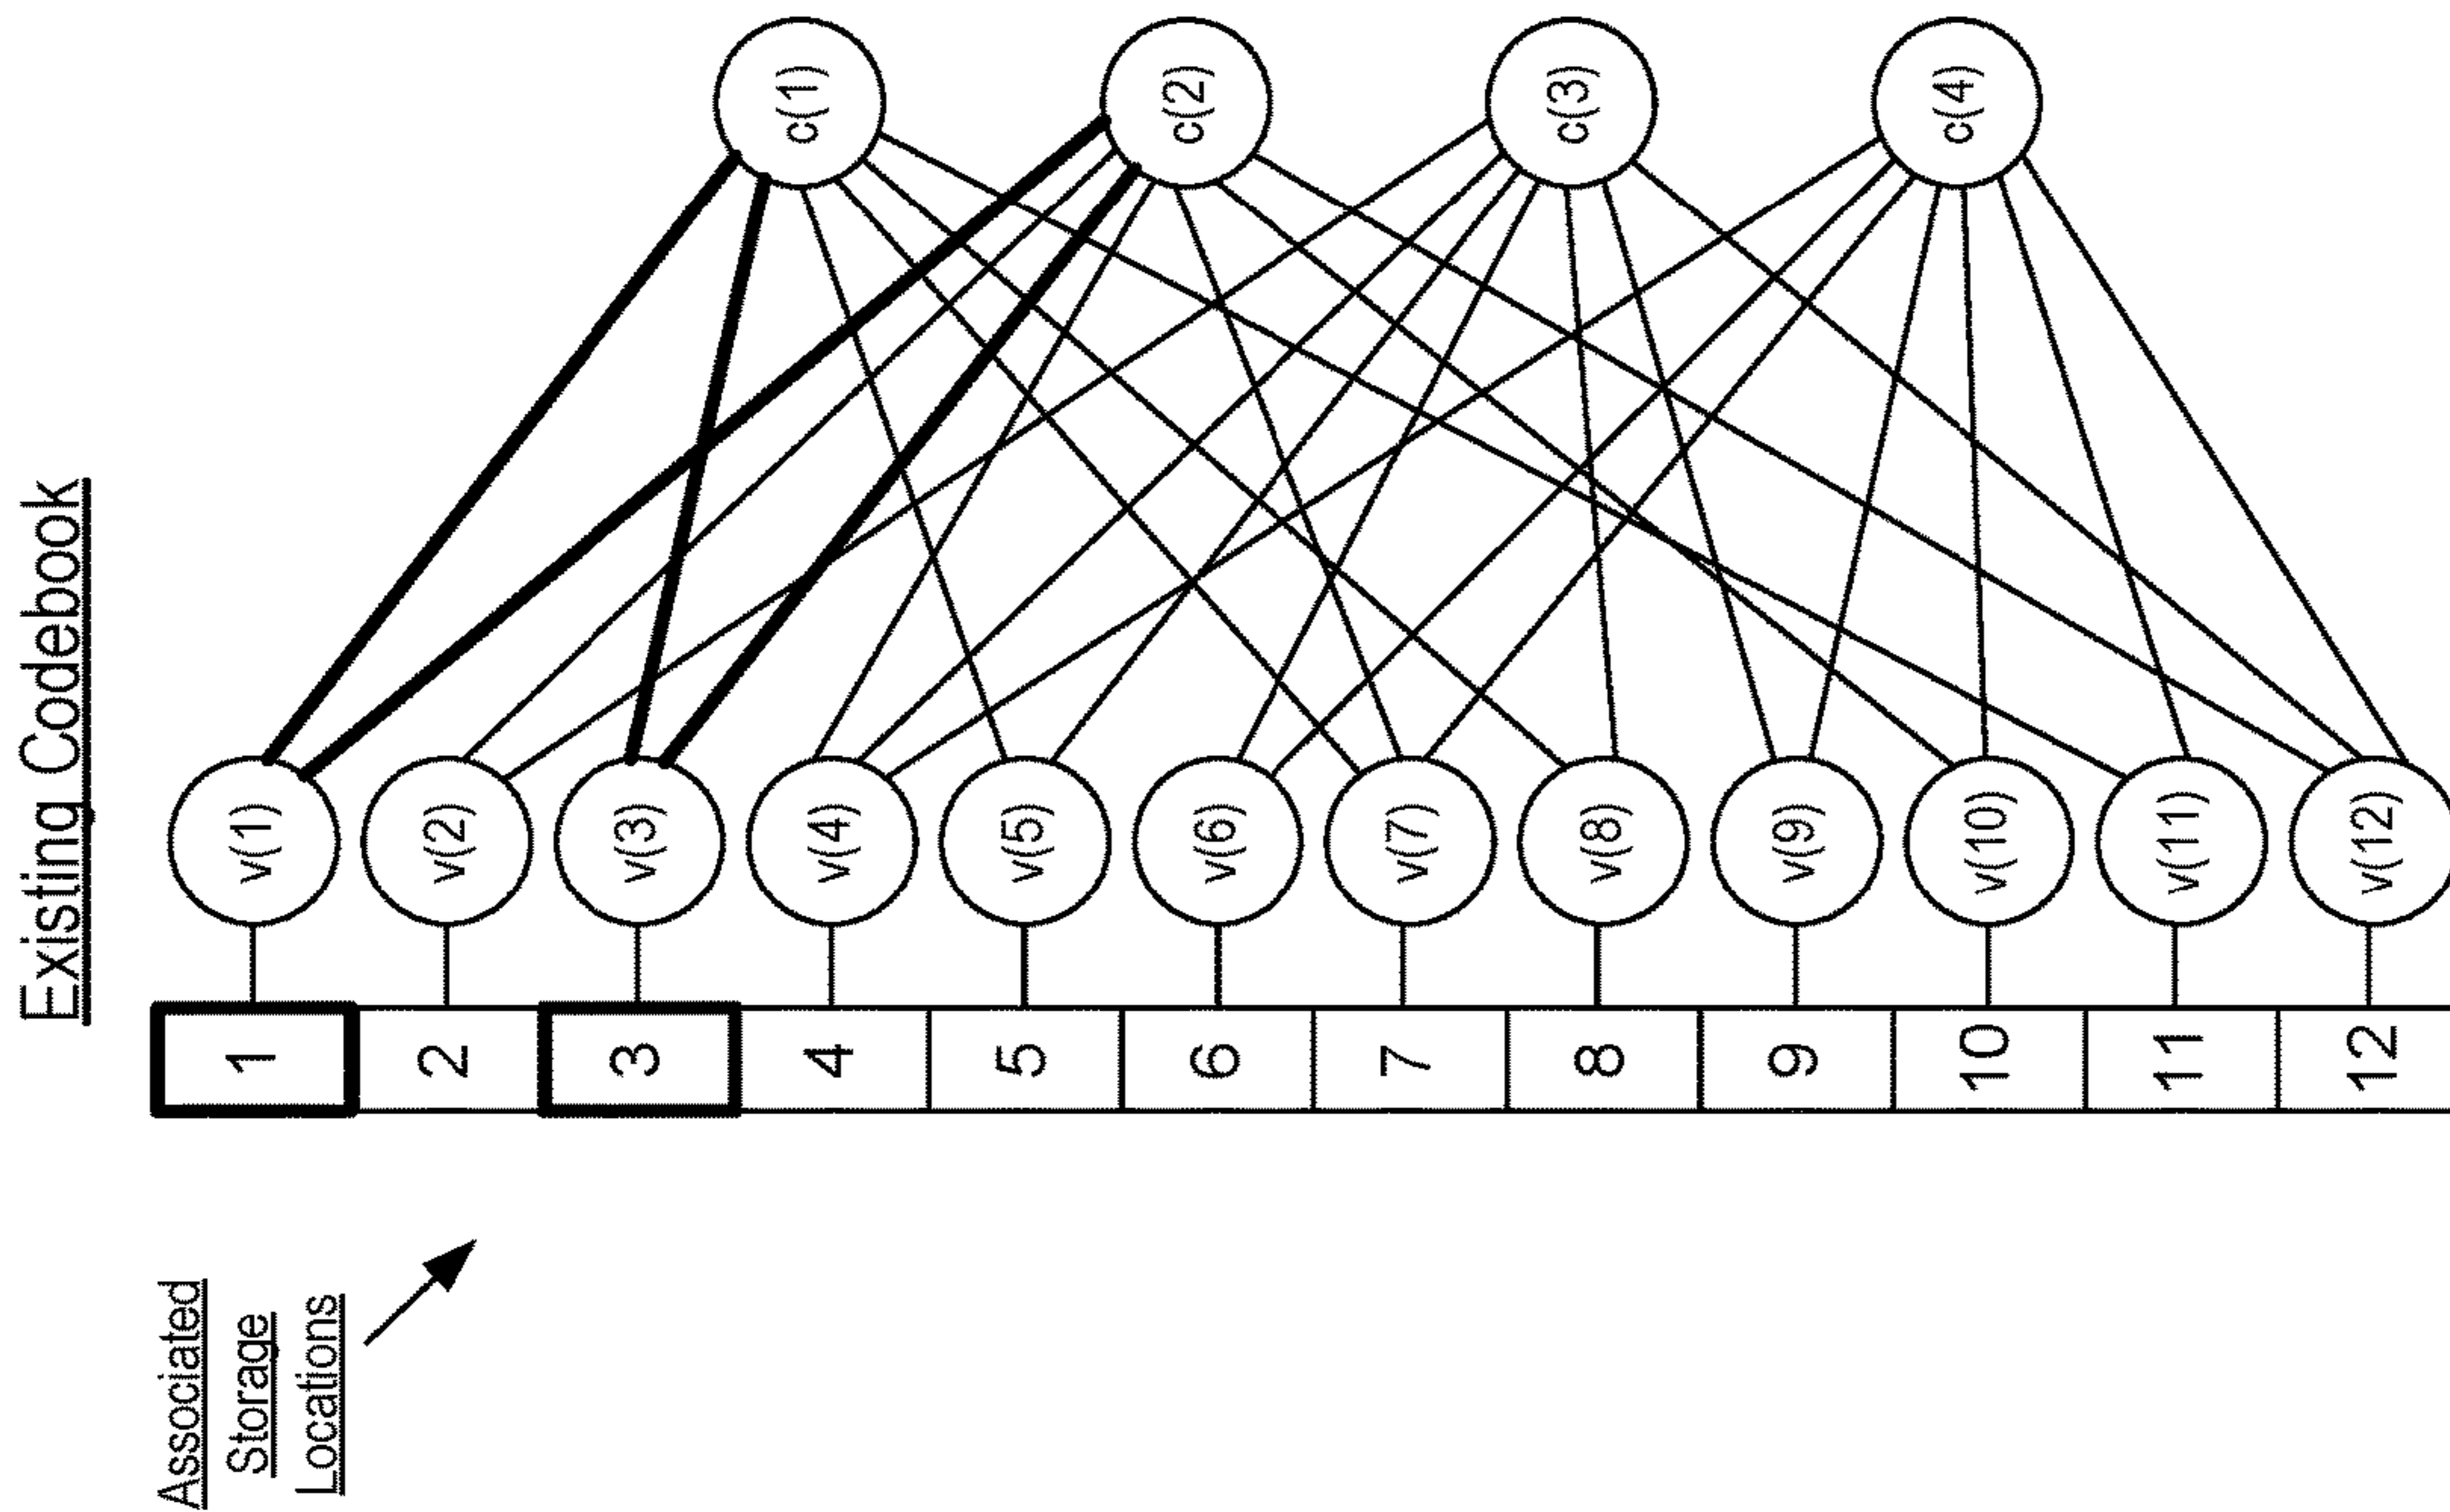 Existing Codebook
Associated
Storage
Locations
1
2
3
4
5
6
7
8
9
10
11
12
v(1)
v(2)
v(3)
v(4)
v(5)
v(6)
v(7)
v(8)
v(9)
v(10)
v(11)
v(12)
c(1)
c(2)
c(3)
c(4)